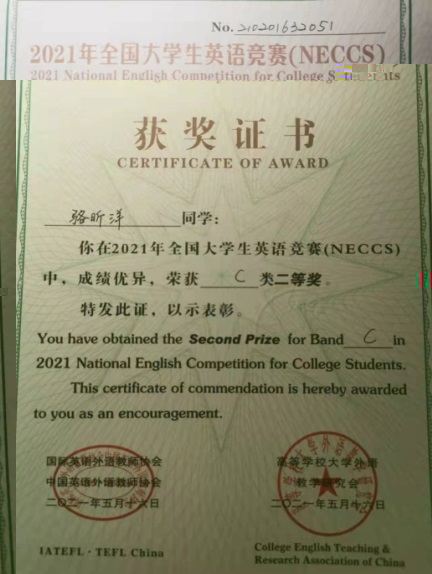 No. 210201632051
2021年全国大学生英语竞赛(NECCS)
2021 National English Competition for College Students
获奖证书
CERTIFICATE OF AWARD
骆昕洋 同学:
你在2021年全国大学生英语竞赛(NECCS)
中，成绩优异，荣获 C 类二等奖。
特发此证，以示表彰。
You have obtained the Second Prize for Band C in
2021 National English Competition for College Students.
This certificate of commendation is hereby awarded
to you as an encouragement.
国际英语外语教师协会
中国英语外语教师协会
二〇二一年五月十六日
IATEFL · TEFL China
高等学校大学外语
教学研究会
二〇二一年五月十六日
College English Teaching &
Research Association of China